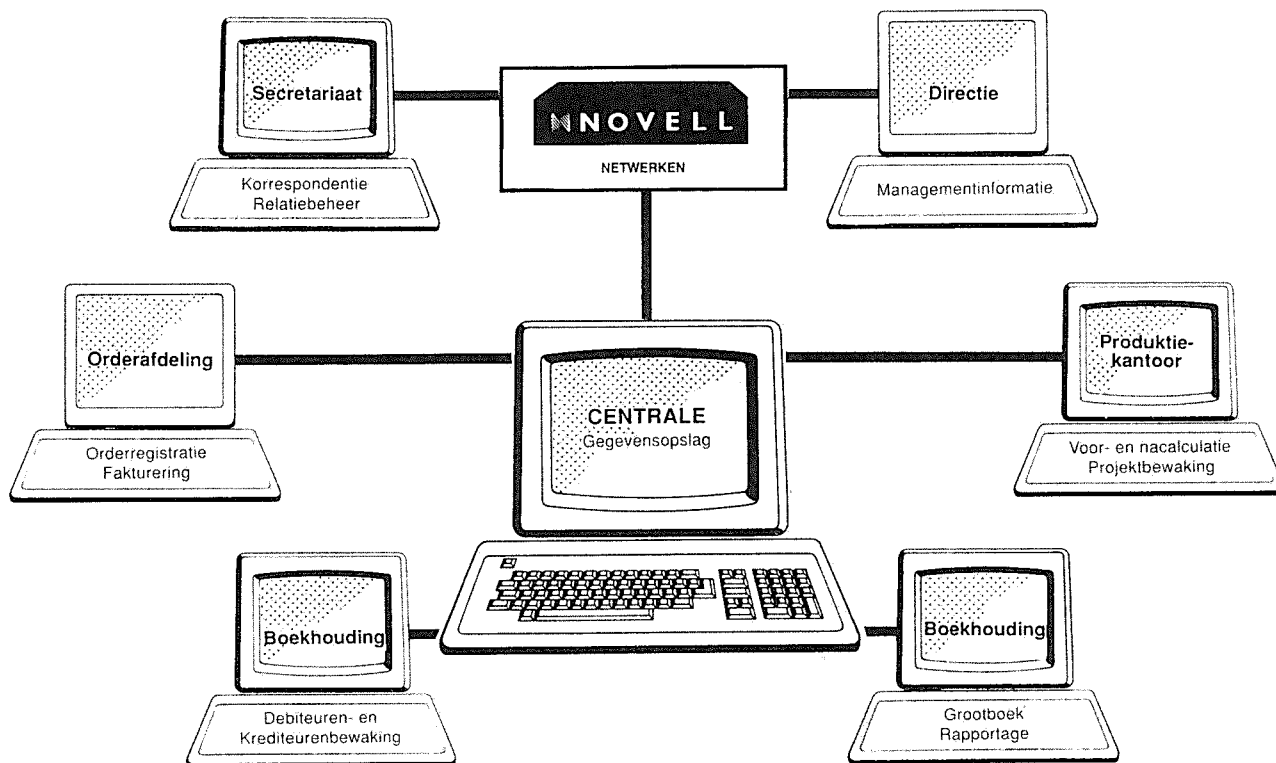 Secretariaat
Korrespondentie
Relatiebeheer
NOVELL
NETWERKEN
Directie
Managementinformatie
Orderafdeling
Orderregistratie
Fakturering
CENTRALE
Gegevensopslag
Produktie-
kantoor
Voor- en nacalculatie
Projektbewaking
Boekhouding
Debiteuren- en
Krediteurenbewaking
Boekhouding
Grootboek
Rapportage